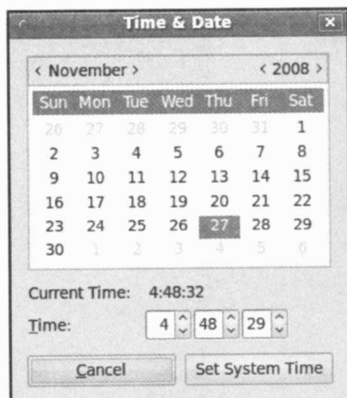 Time & Date
< November > < 2008 >
Sun Mon Tue Wed Thu Fri Sat
26 27 28 29 30 31 1
2 3 4 5 6 7 8
9 10 11 12 13 14 15
16 17 18 19 20 21 22
23 24 25 26 27 28 29
30 1 2 3 4 5 6
Current Time: 4:48:32
Time: 4 48 29
Cancel Set System Time